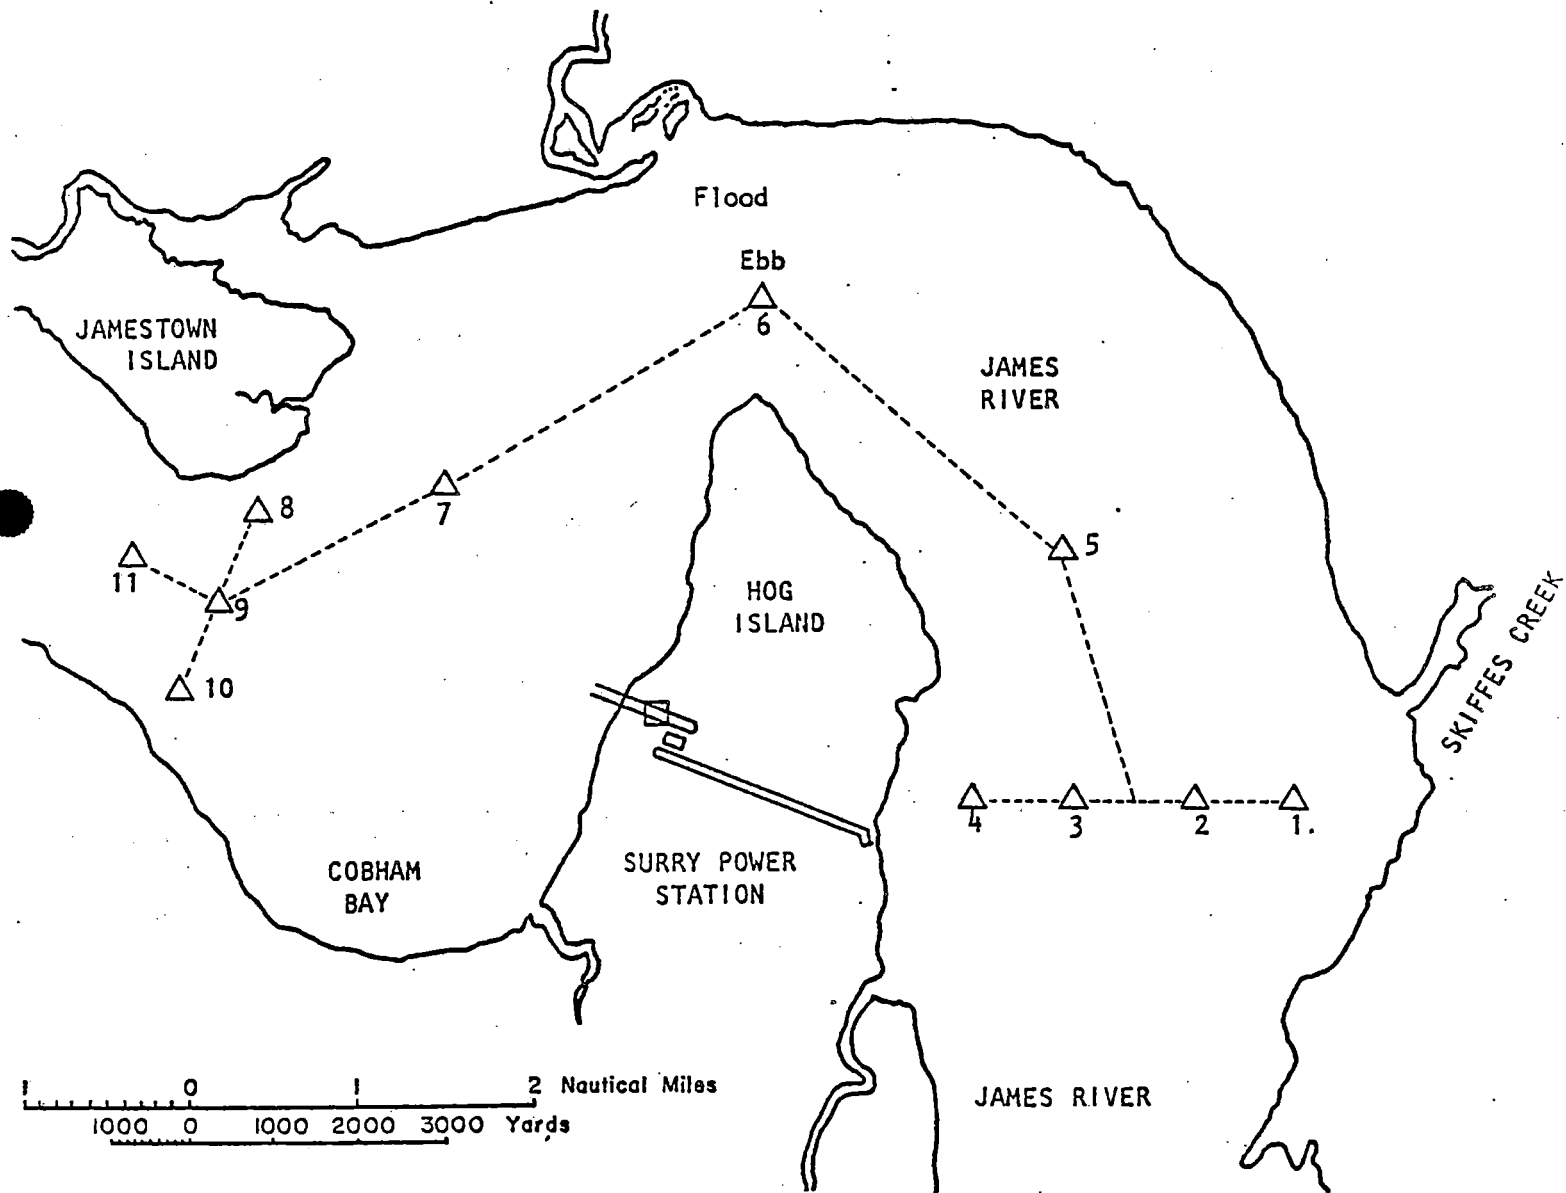 Flood
Ebb
6
JAMESTOWN
ISLAND
JAMES
RIVER
7
8
5
11
9
10
HOG
ISLAND
SKIFFES CREEK
4
3
2
1.
COBHAM
BAY
SURRY POWER
STATION
1 0 1 2 Nautical Miles
1000 0 1000 2000 3000 Yards
JAMES RIVER